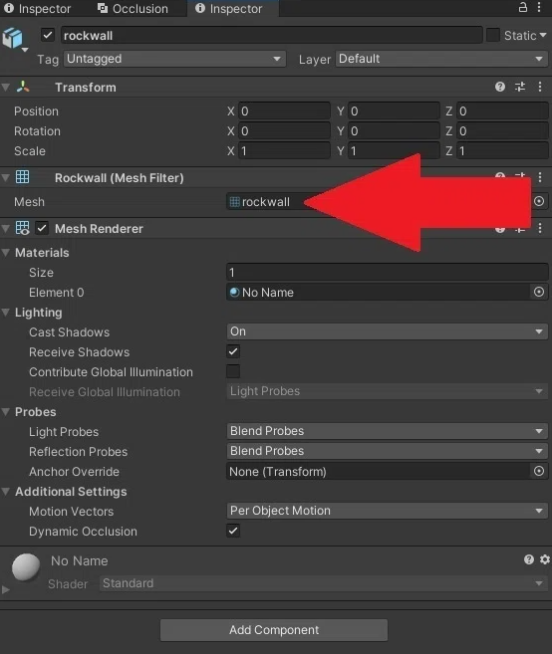 Inspector Occlusion Inspector
rockwall Static
Tag Untagged Layer Default
Transform
Position X 0 Y 0 Z 0
Rotation X 0 Y 0 Z 0
Scale X 1 Y 1 Z 1
Rockwall (Mesh Filter)
Mesh rockwall
Mesh Renderer
Materials
Size 1
Element 0 No Name
Lighting
Cast Shadows On
Receive Shadows
Contribute Global Illumination
Receive Global Illumination Light Probes
Probes
Light Probes Blend Probes
Reflection Probes Blend Probes
Anchor Override None (Transform)
Additional Settings
Motion Vectors Per Object Motion
Dynamic Occlusion
No Name
Shader Standard
Add Component